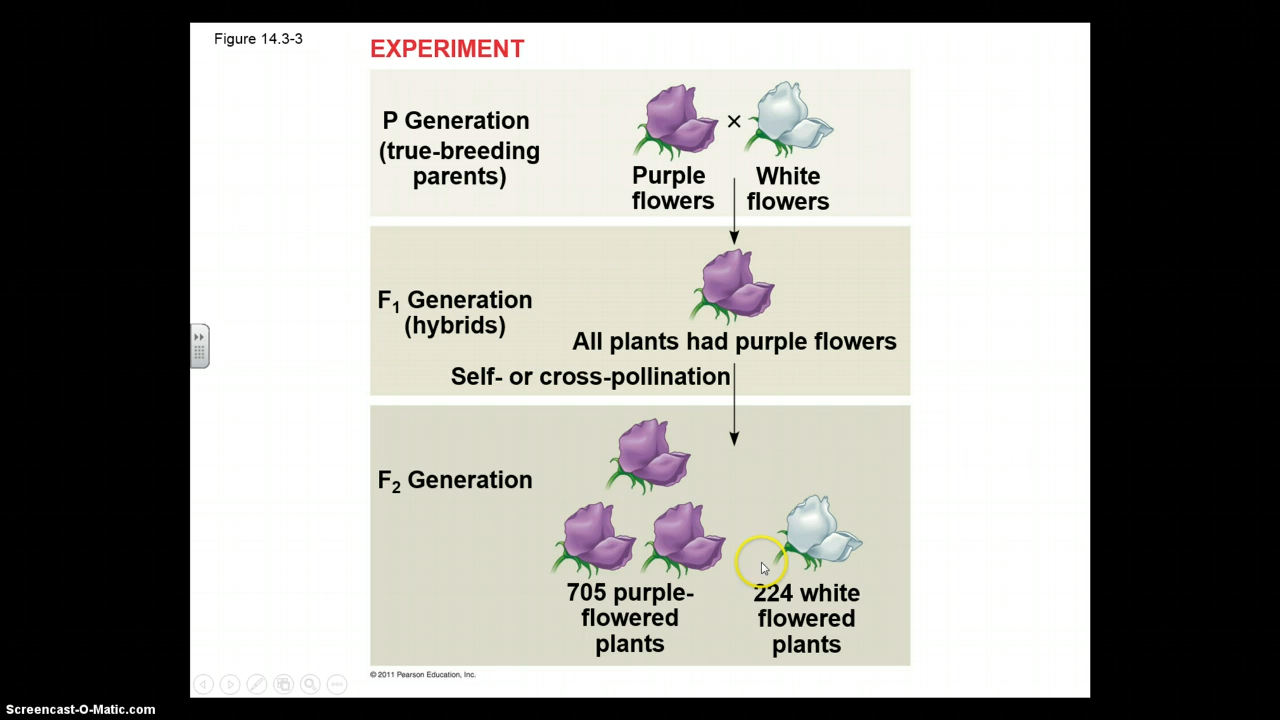 Figure 14.3-3
EXPERIMENT
P Generation
(true-breeding
parents)
×
Purple
flowers
White
flowers
F₁ Generation
(hybrids)
All plants had purple flowers
Self- or cross-pollination
F₂ Generation
705 purple-
flowered
plants
224 white
flowered
plants
© 2011 Pearson Education, Inc.
Screencast-O-Matic.com